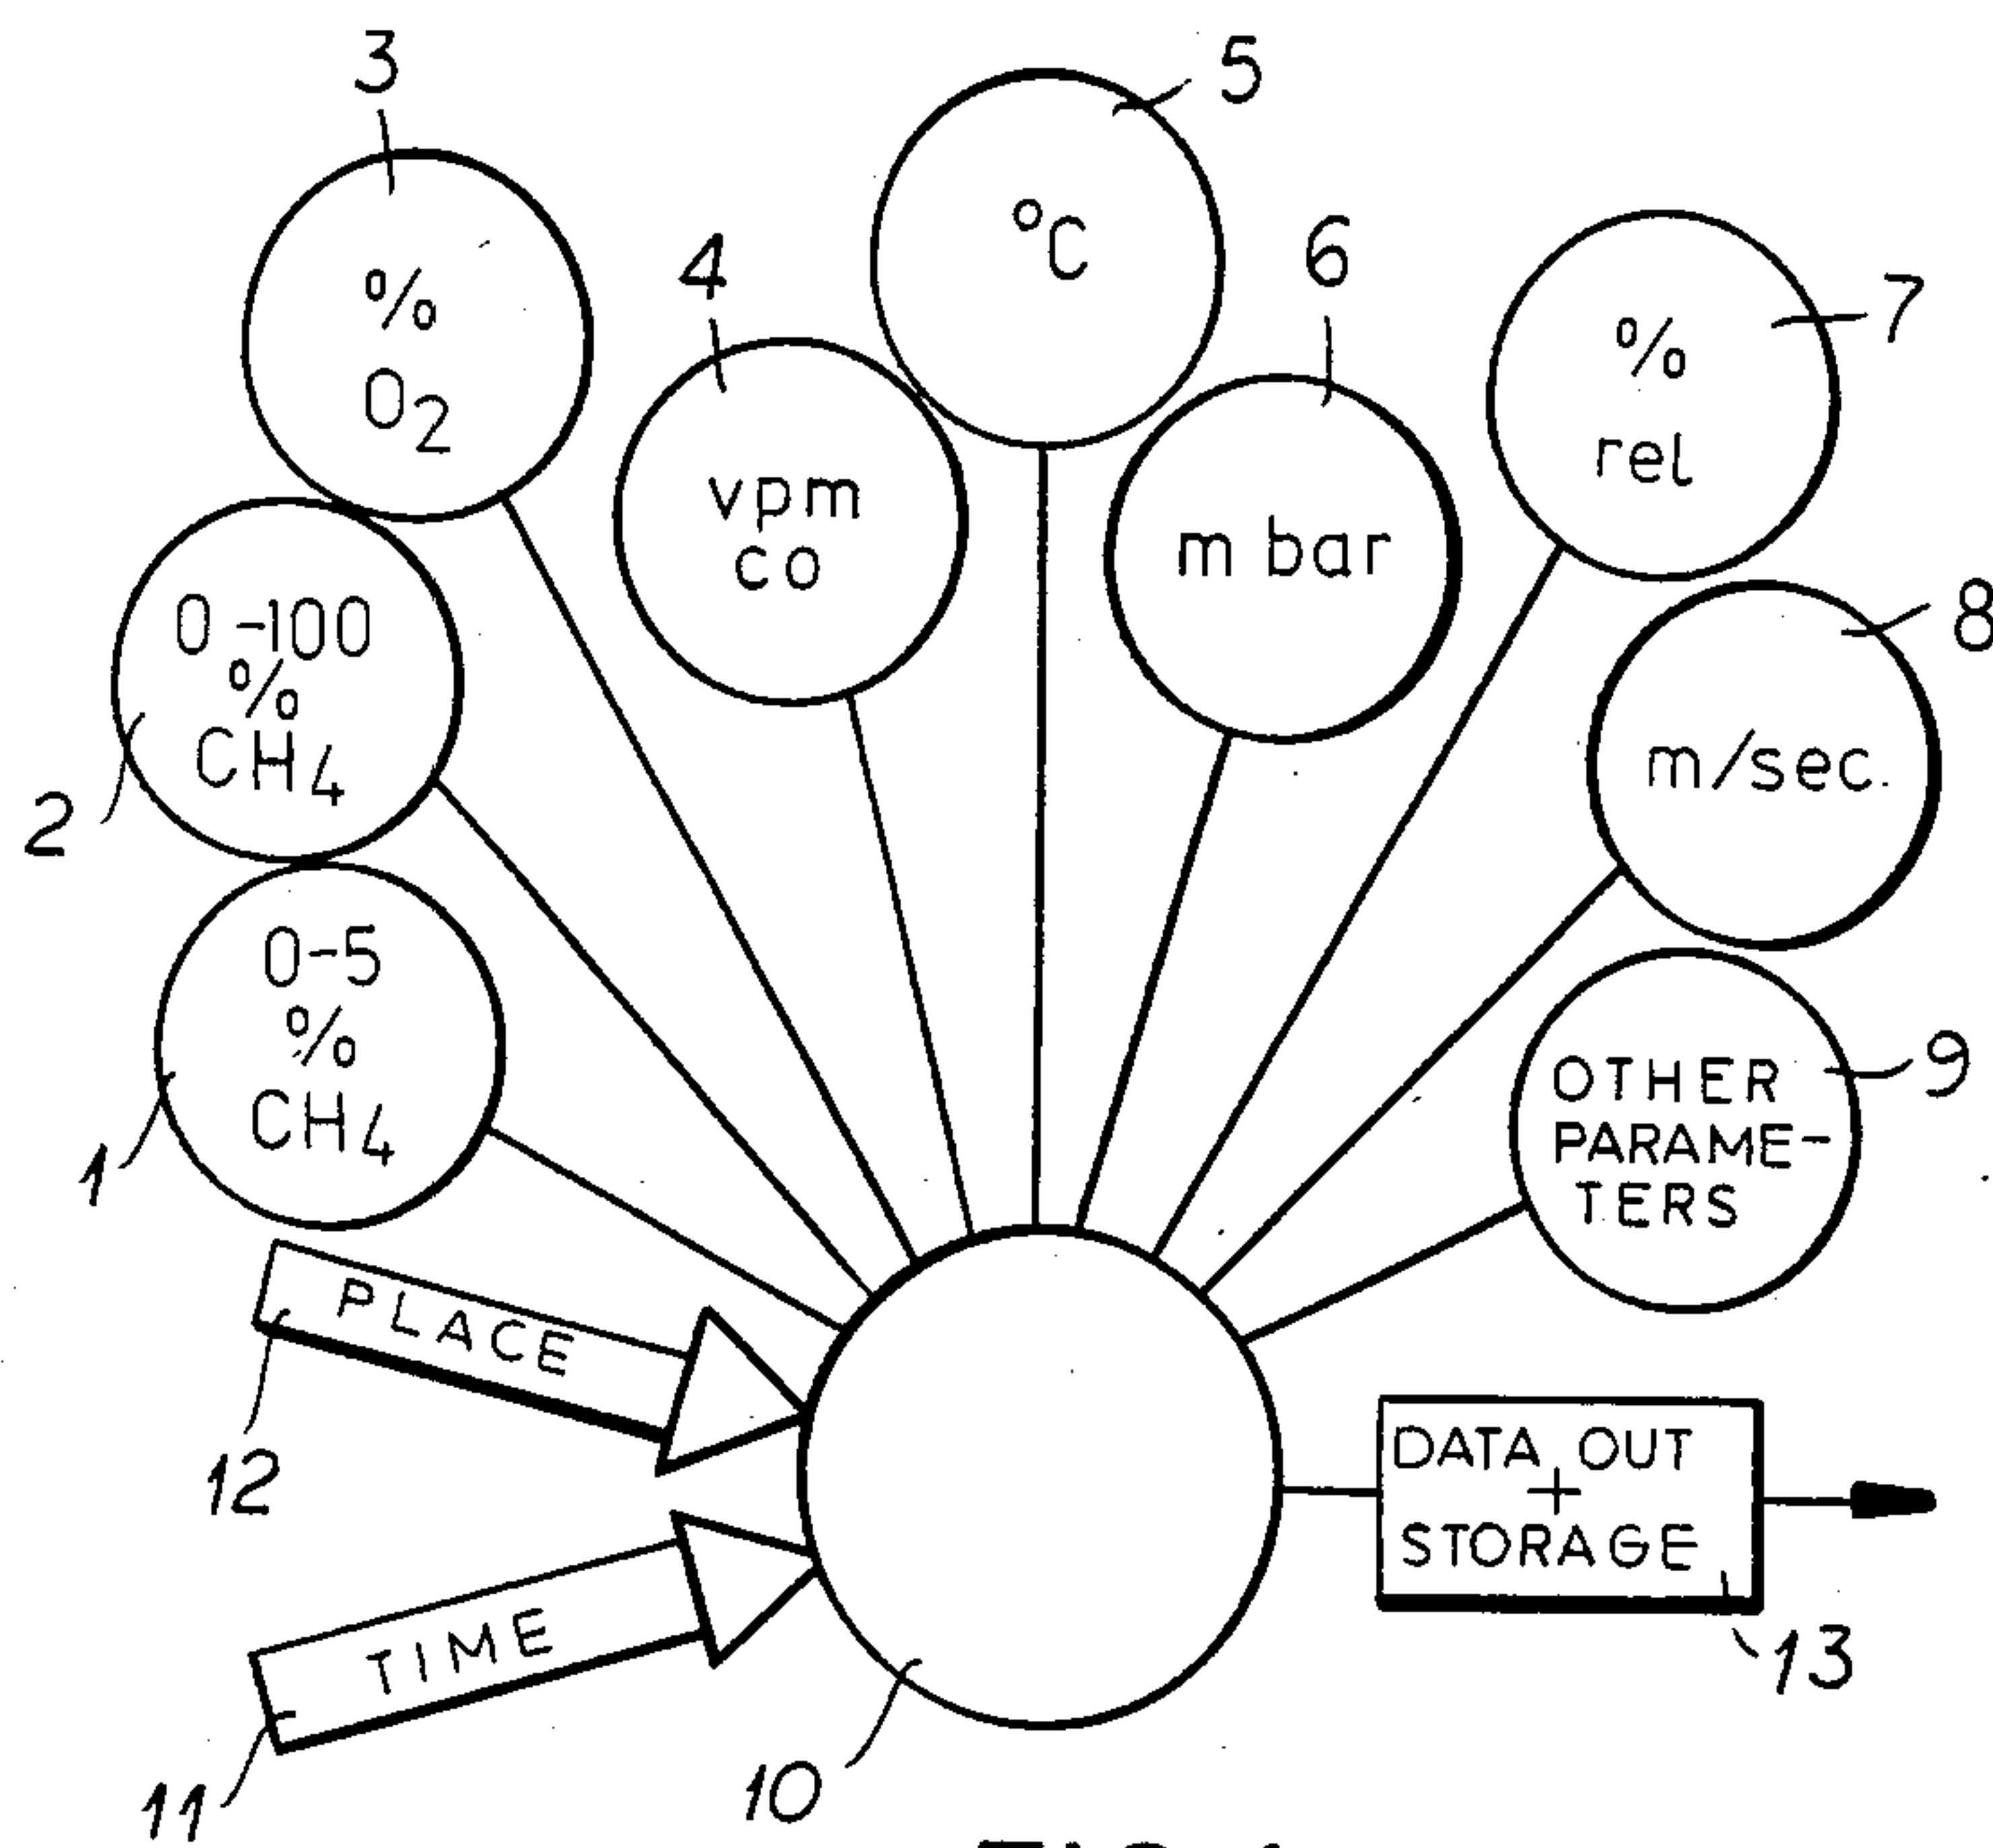 3
5
%
O2
4
°C
6
7
%
rel
vpm
co
m bar
8
0-100
%
CH4
2
m/sec.
0-5
%
CH4
1
OTHER
PARAME-
TERS
9
PLACE
12
DATA OUT
+
STORAGE
13
TIME
11
10